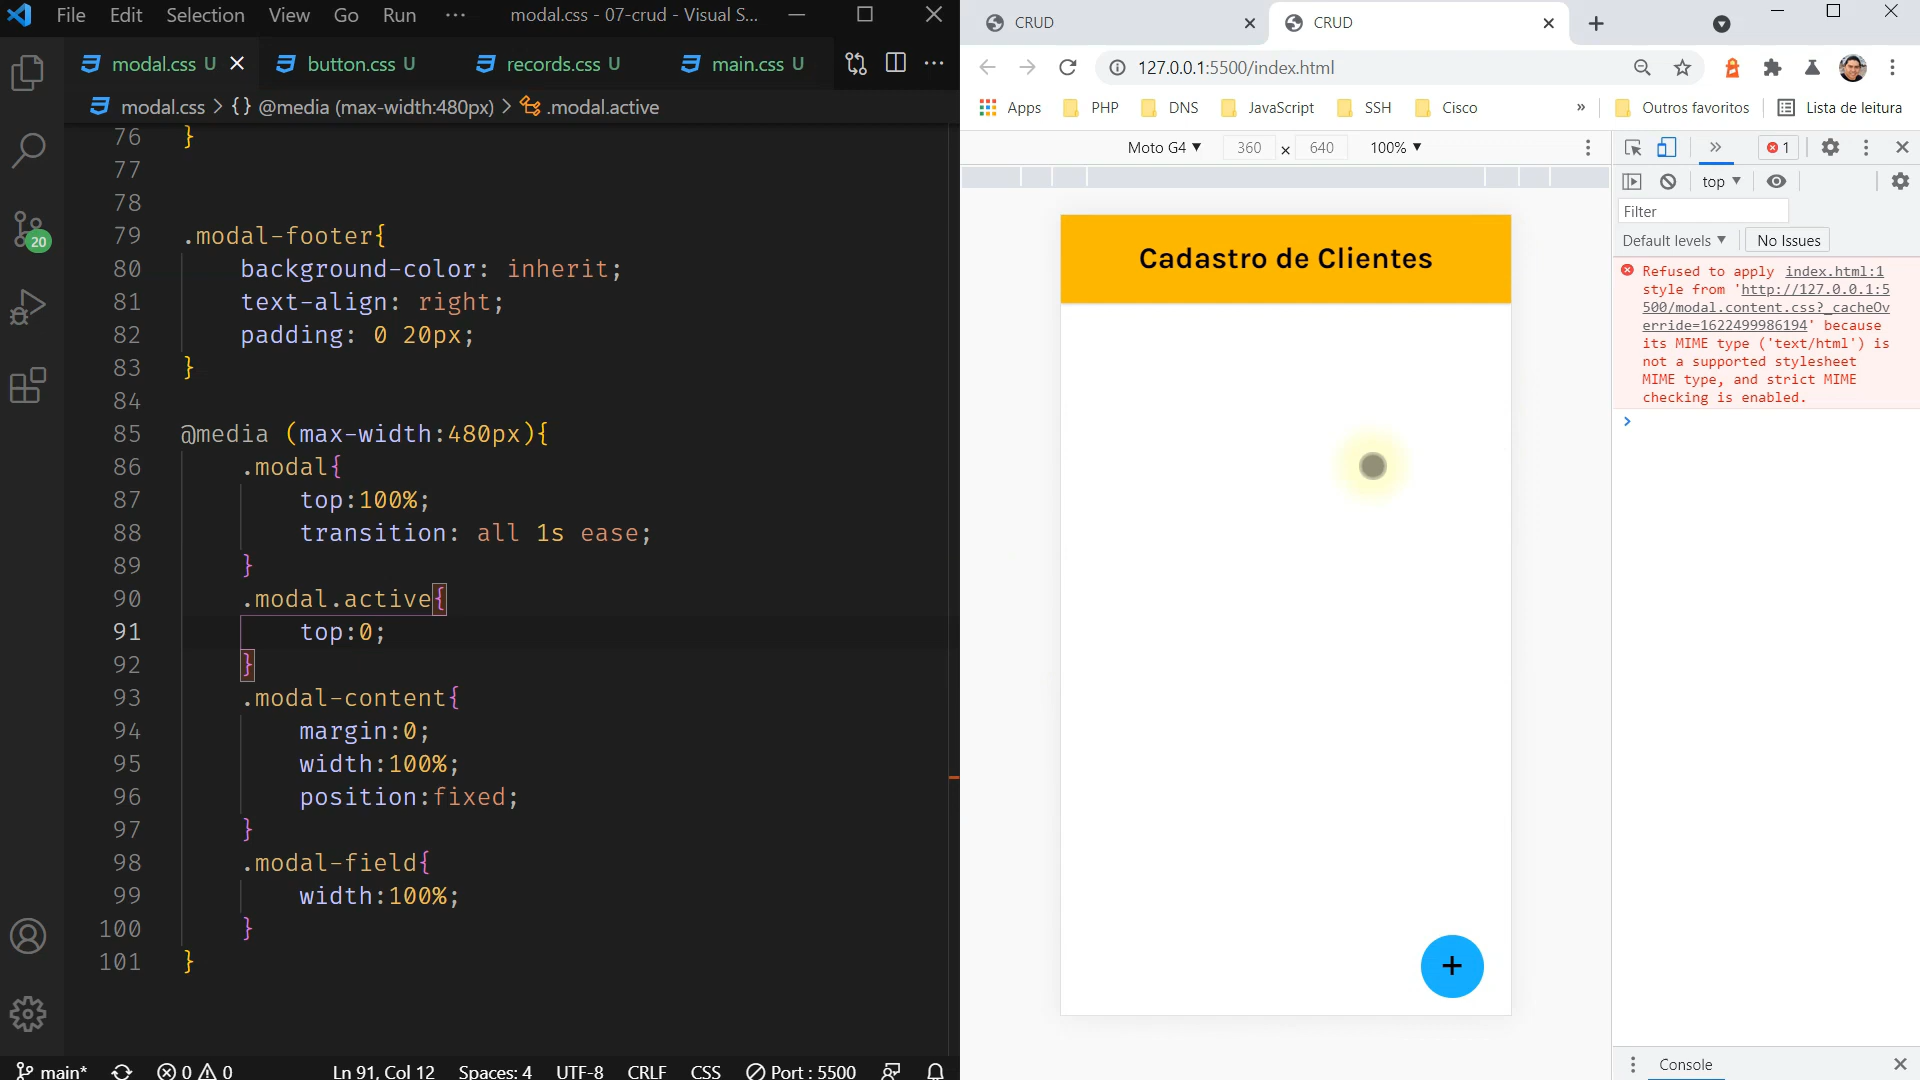 File Edit Selection View Go Run ··· modal.css - 07-crud - Visual S...
modal.css U button.css U records.css U main.css U
modal.css > {} @media (max-width:480px) > .modal.active
76 }
77
78
79 .modal-footer{
80 background-color: inherit;
81 text-align: right;
82 padding: 0 20px;
83 }
84
85 @media (max-width:480px){
86 .modal{
87 top:100%;
88 transition: all 1s ease;
89 }
90 .modal.active{
91 top:0;
92 }
93 .modal-content{
94 margin:0;
95 width:100%;
96 position:fixed;
97 }
98 .modal-field{
99 width:100%;
100 }
101 }
20
main* 0 0 Ln 91, Col 12 Spaces: 4 UTF-8 CRLF CSS Port : 5500
CRUD CRUD
127.0.0.1:5500/index.html
Apps PHP DNS JavaScript SSH Cisco » Outros favoritos Lista de leitura
Moto G4 360 x 640 100%
Cadastro de Clientes
+
» 1
top
Filter
Default levels No Issues
Refused to apply index.html:1
style from 'http://127.0.0.1:5
500/modal.content.css?_cacheOv
erride=1622499986194' because
its MIME type ('text/html') is
not a supported stylesheet
MIME type, and strict MIME
checking is enabled.
>
Console